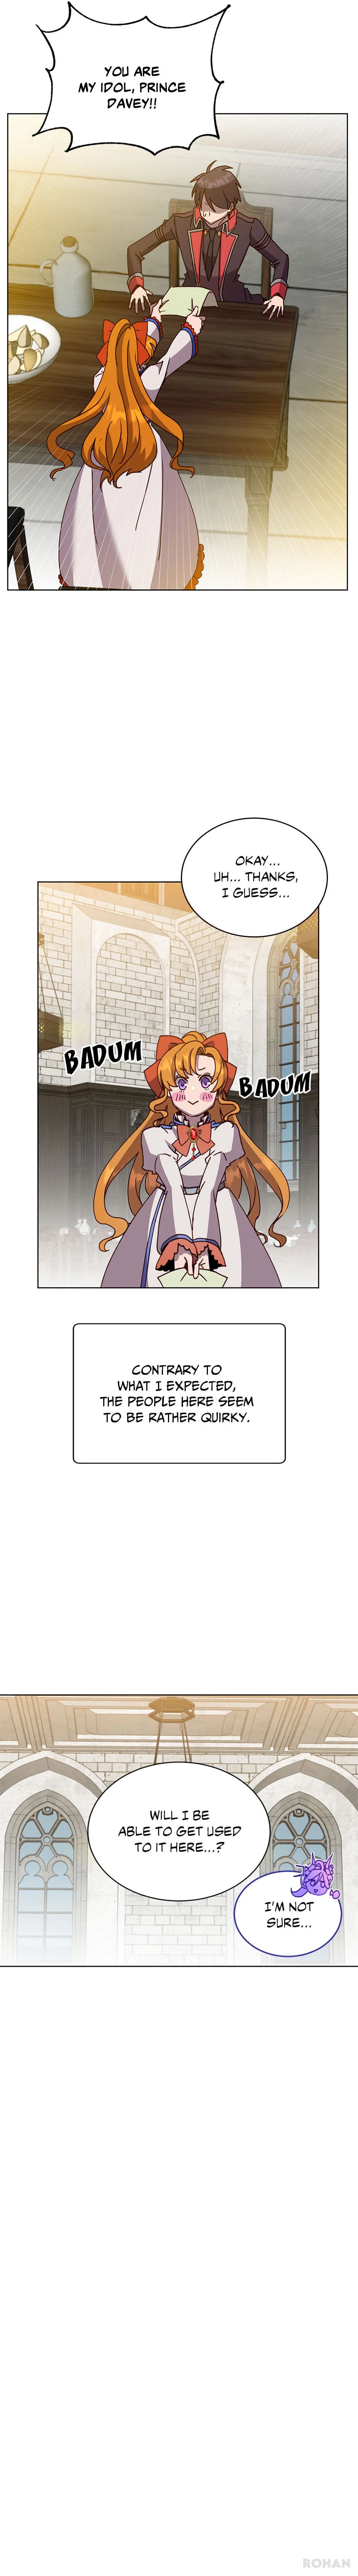 YOU ARE
MY IDOL, PRINCE
DAVEY!!
OKAY...
UH... THANKS,
I GUESS...
BADUM
BADUM
CONTRARY TO
WHAT I EXPECTED,
THE PEOPLE HERE SEEM
TO BE RATHER QUIRKY.
WILL I BE
ABLE TO GET USED
TO IT HERE...?
I'M NOT
SURE...
ROHAN